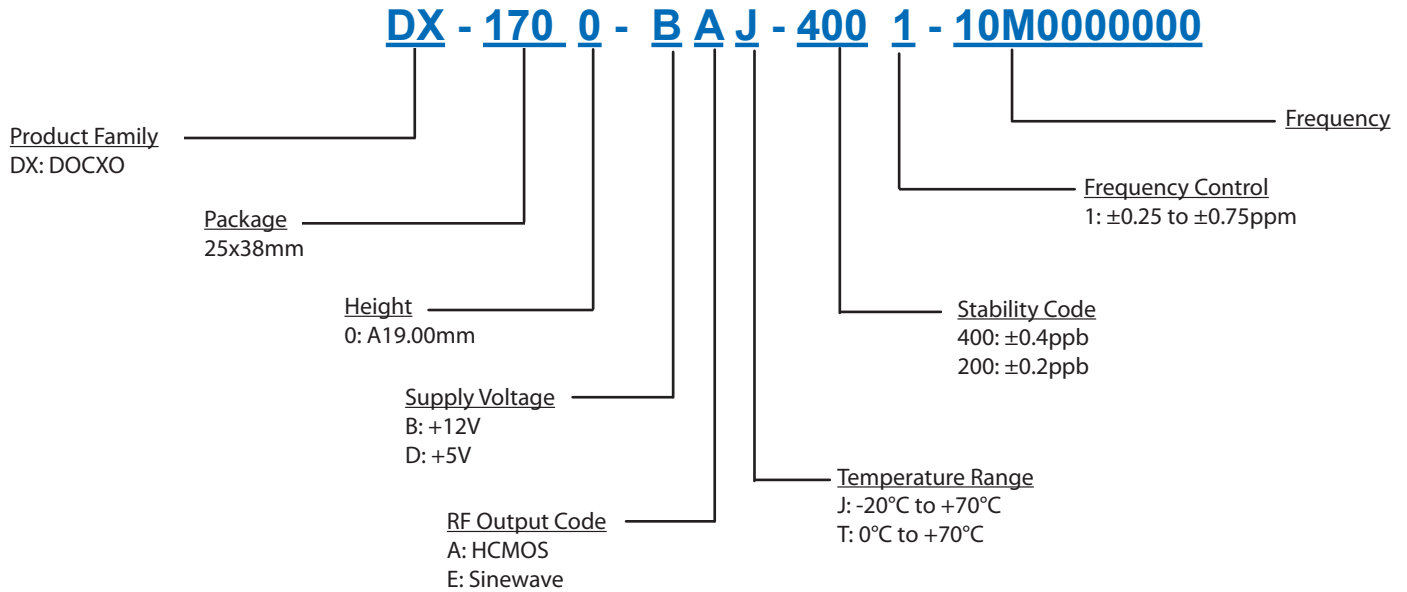 DX - 170 0 - B A J - 400 1 - 10M0000000
Product Family
DX: DOCXO
Package
25x38mm
Height
0: A19.00mm
Supply Voltage
B: +12V
D: +5V
RF Output Code
A: HCMOS
E: Sinewave
Temperature Range
J: -20°C to +70°C
T: 0°C to +70°C
Stability Code
400: ±0.4ppb
200: ±0.2ppb
Frequency Control
1: ±0.25 to ±0.75ppm
Frequency